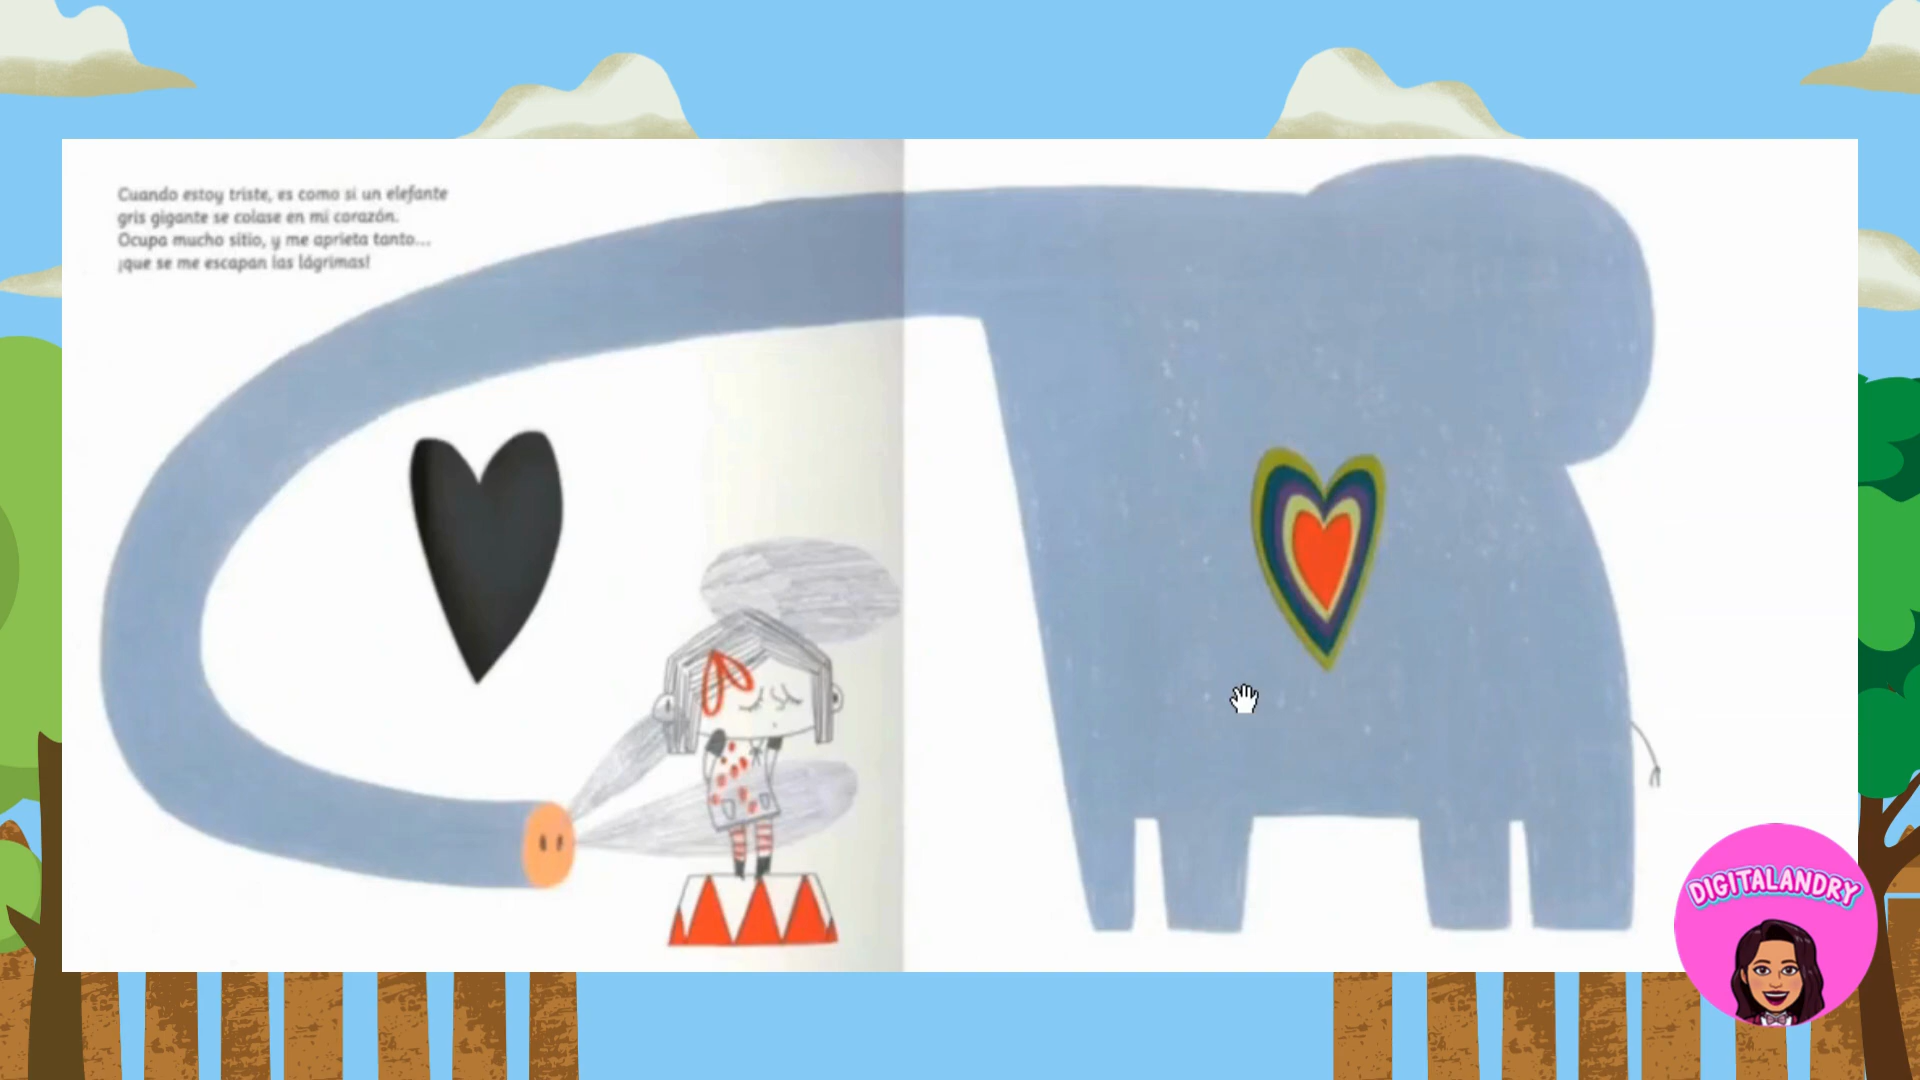 Cuando estoy triste, es como si un elefante
gris gigante se colase en mi corazón.
Ocupa mucho sitio, y me aprieta tanto...
¡que se me escapan las lágrimas!
DIGITALANDRY